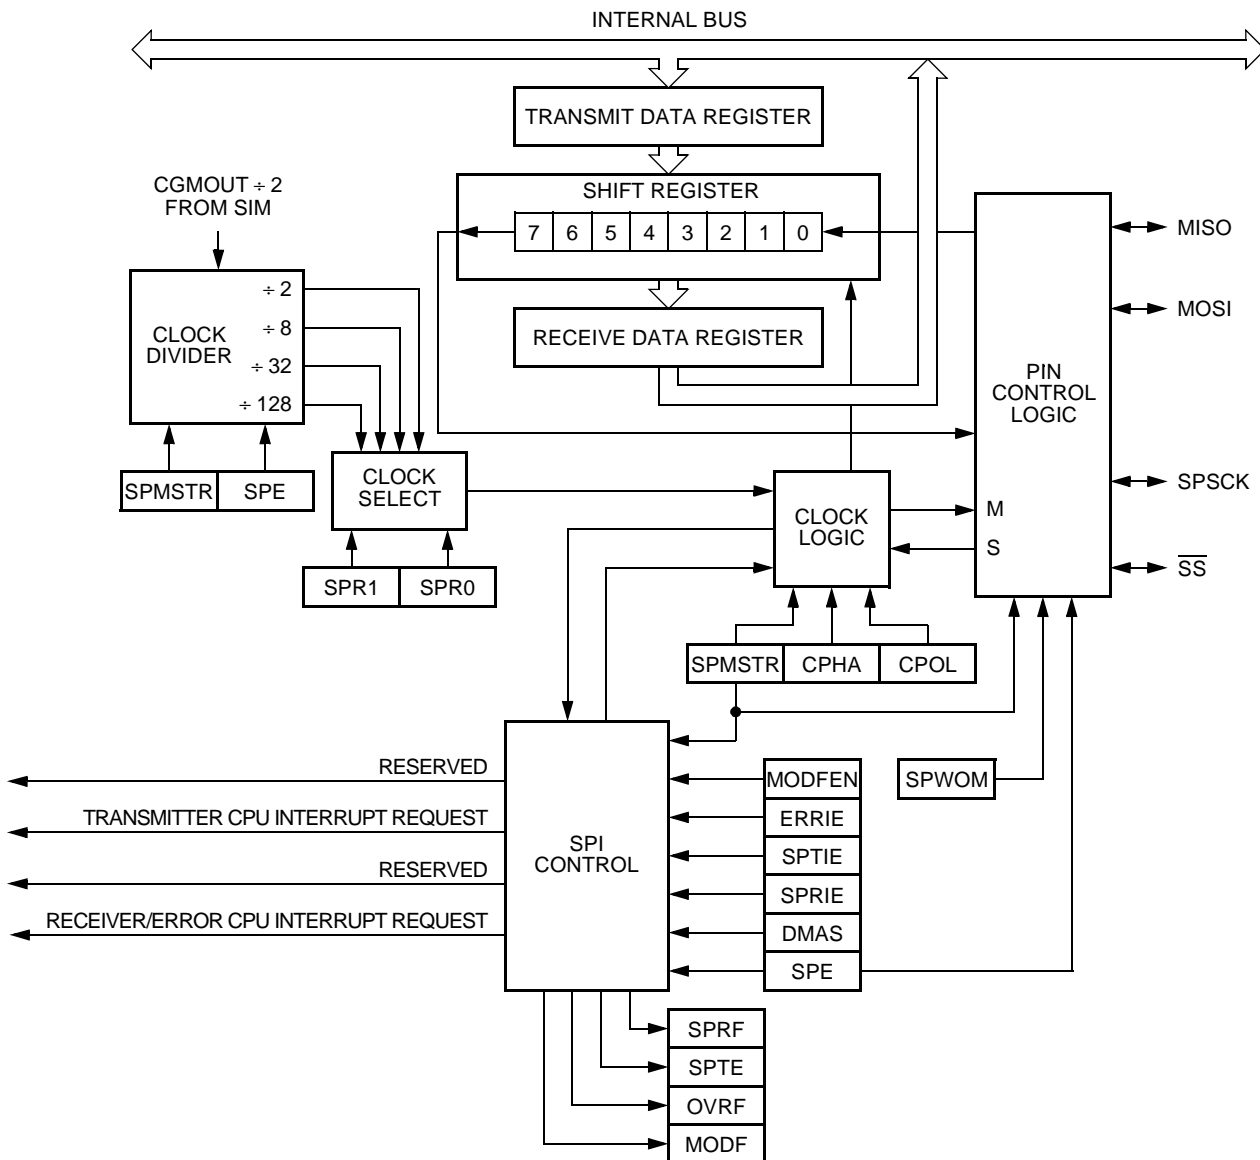 INTERNAL BUS
TRANSMIT DATA REGISTER
CGMOUT ÷ 2
FROM SIM
SHIFT REGISTER
7 6 5 4 3 2 1 0
MISO
÷ 2
MOSI
÷ 8
CLOCK
DIVIDER
RECEIVE DATA REGISTER
÷ 32
÷ 128
PIN
CONTROL
LOGIC
SPMSTR SPE
CLOCK
SELECT
SPSCK
M
CLOCK
LOGIC
S
SS
SPR1 SPR0
SPMSTR CPHA CPOL
RESERVED
MODFEN
SPWOM
TRANSMITTER CPU INTERRUPT REQUEST
ERRIE
SPI
CONTROL
SPTIE
RESERVED
SPRIE
RECEIVER/ERROR CPU INTERRUPT REQUEST
DMAS
SPE
SPRF
SPTE
OVRF
MODF